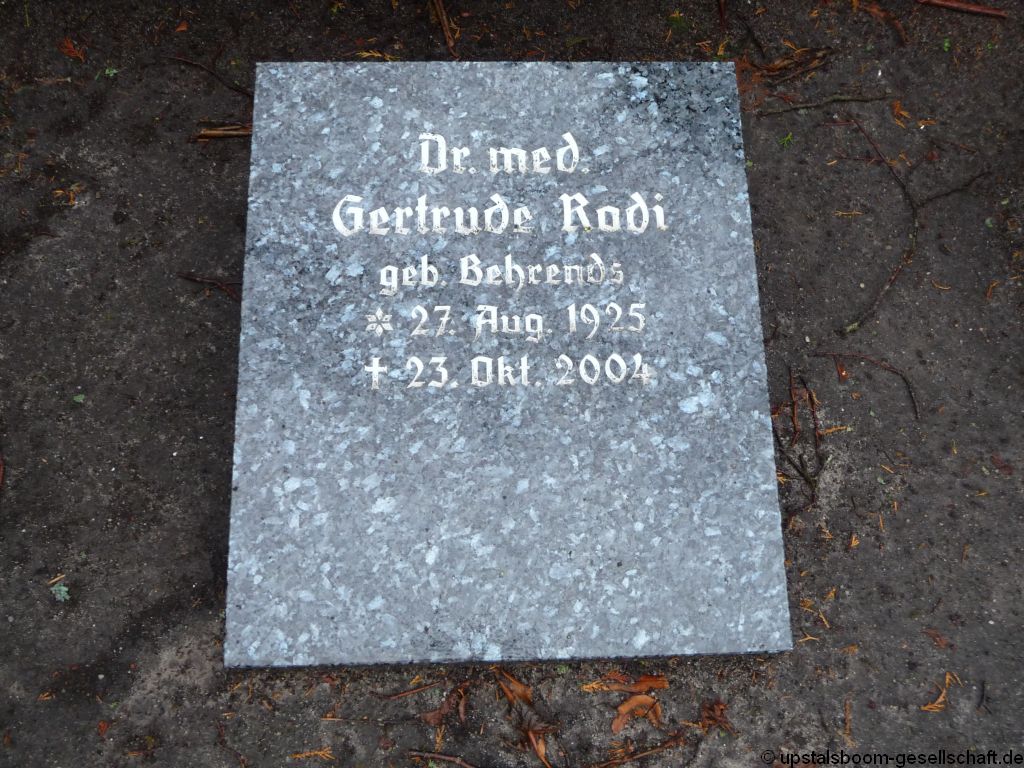 Dr. med.
Gertrude Rodi
geb. Behrends
* 27. Aug. 1925
† 23. Okt. 2004
© upstalsboom-gesellschaft.de